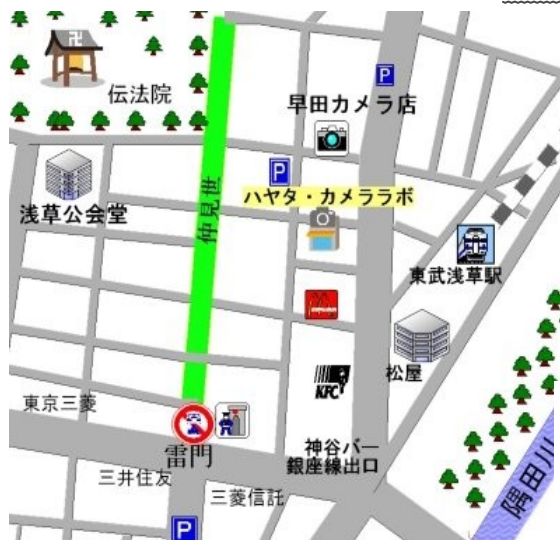 卍
伝法院
P
早田カメラ店
P
ハヤタ・カメララボ
仲見世
浅草公会堂
東武浅草駅
松屋
KFC
東京三菱
雷門
神谷バー
銀座線出口
三井住友
三菱信託
隅田川
P